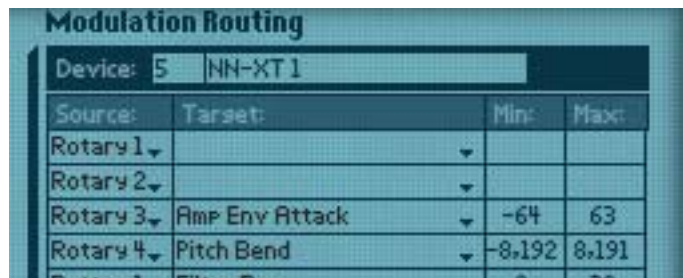 Modulation Routing
Device: 5 NN-XT 1
Source: Target: Min: Max:
Rotary 1
Rotary 2
Rotary 3 Amp Env Attack -64 63
Rotary 4 Pitch Bend -8,192 8,191